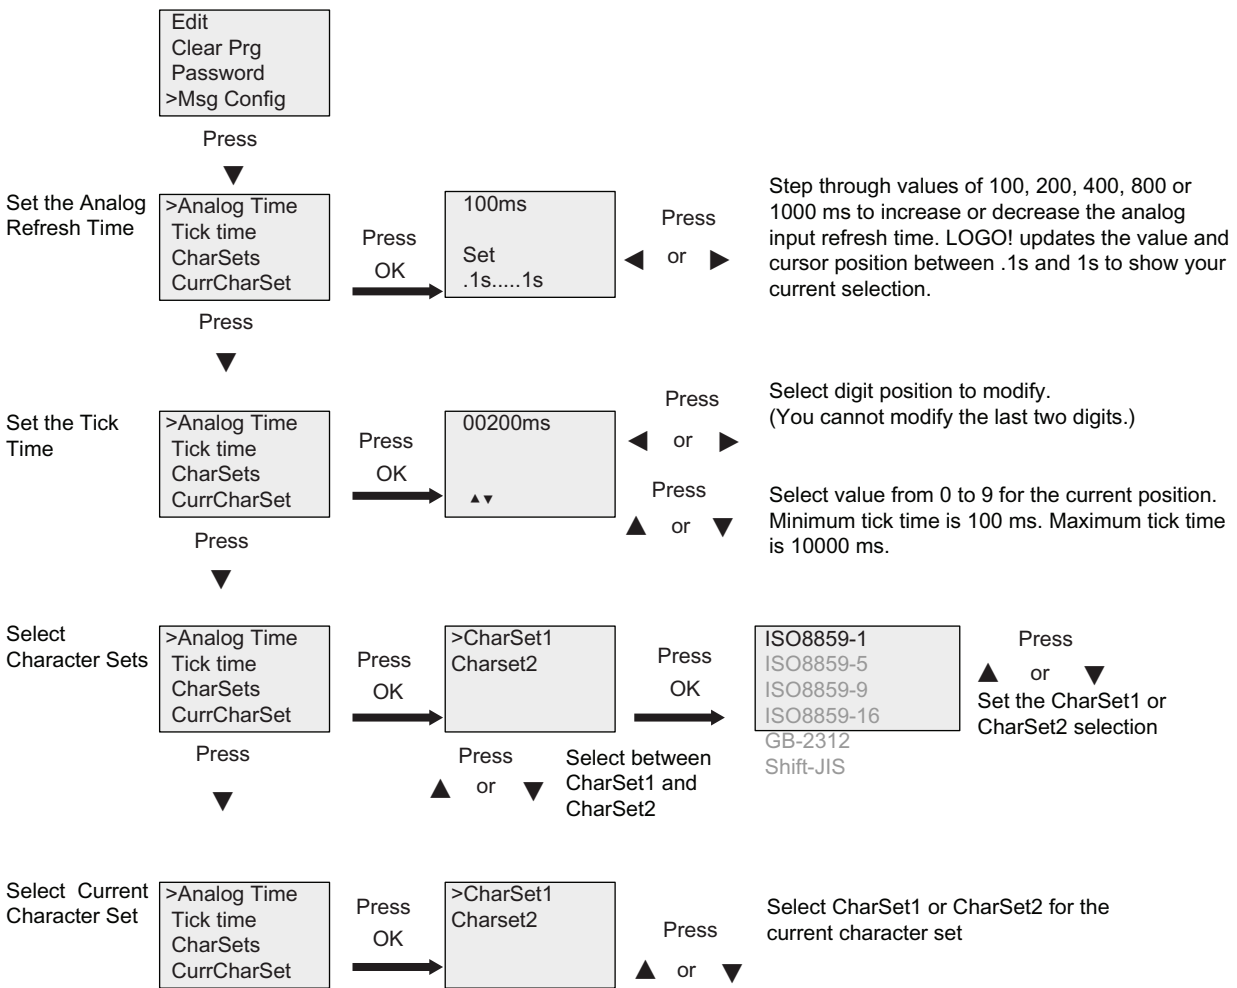 Edit
Clear Prg
Password
>Msg Config
Press
▼
Set the Analog
Refresh Time
>Analog Time
Tick time
CharSets
CurrCharSet
Press
OK
100ms
Set
.1s.....1s
Press
◀ or ▶
Step through values of 100, 200, 400, 800 or
1000 ms to increase or decrease the analog
input refresh time. LOGO! updates the value and
cursor position between .1s and 1s to show your
current selection.
Press
▼
Set the Tick
Time
>Analog Time
Tick time
CharSets
CurrCharSet
Press
OK
00200ms
▲▼
Press
◀ or ▶
Select digit position to modify.
(You cannot modify the last two digits.)
Press
▲ or ▼
Select value from 0 to 9 for the current position.
Minimum tick time is 100 ms. Maximum tick time
is 10000 ms.
Press
▼
Select
Character Sets
>Analog Time
Tick time
CharSets
CurrCharSet
Press
OK
>CharSet1
Charset2
Press
▲ or ▼
Select between
CharSet1 and
CharSet2
Press
OK
ISO8859-1
ISO8859-5
ISO8859-9
ISO8859-16
GB-2312
Shift-JIS
Press
▲ or ▼
Set the CharSet1 or
CharSet2 selection
Press
▼
Select Current
Character Set
>Analog Time
Tick time
CharSets
CurrCharSet
Press
OK
>CharSet1
Charset2
Press
▲ or ▼
Select CharSet1 or CharSet2 for the
current character set